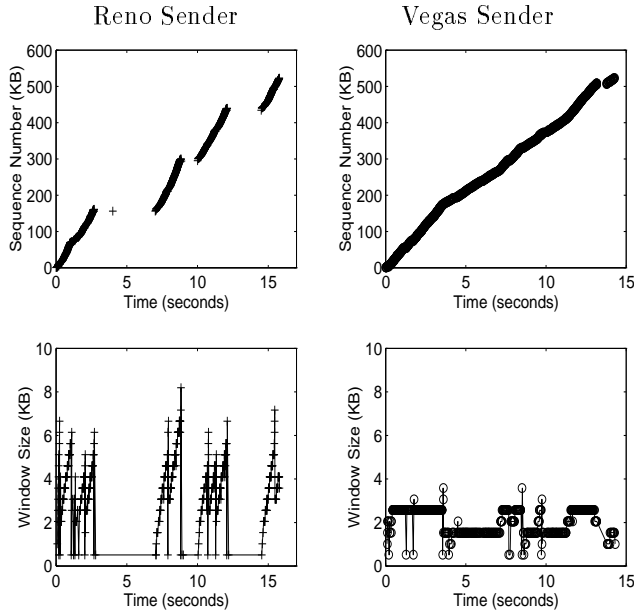 Reno Sender
Vegas Sender
600
500
400
300
200
100
0
Sequence Number (KB)
0 5 10 15
Time (seconds)
600
500
400
300
200
100
0
Sequence Number (KB)
0 5 10 15
Time (seconds)
10
8
6
4
2
0
Window Size (KB)
0 5 10 15
Time (seconds)
10
8
6
4
2
0
Window Size (KB)
0 5 10 15
Time (seconds)